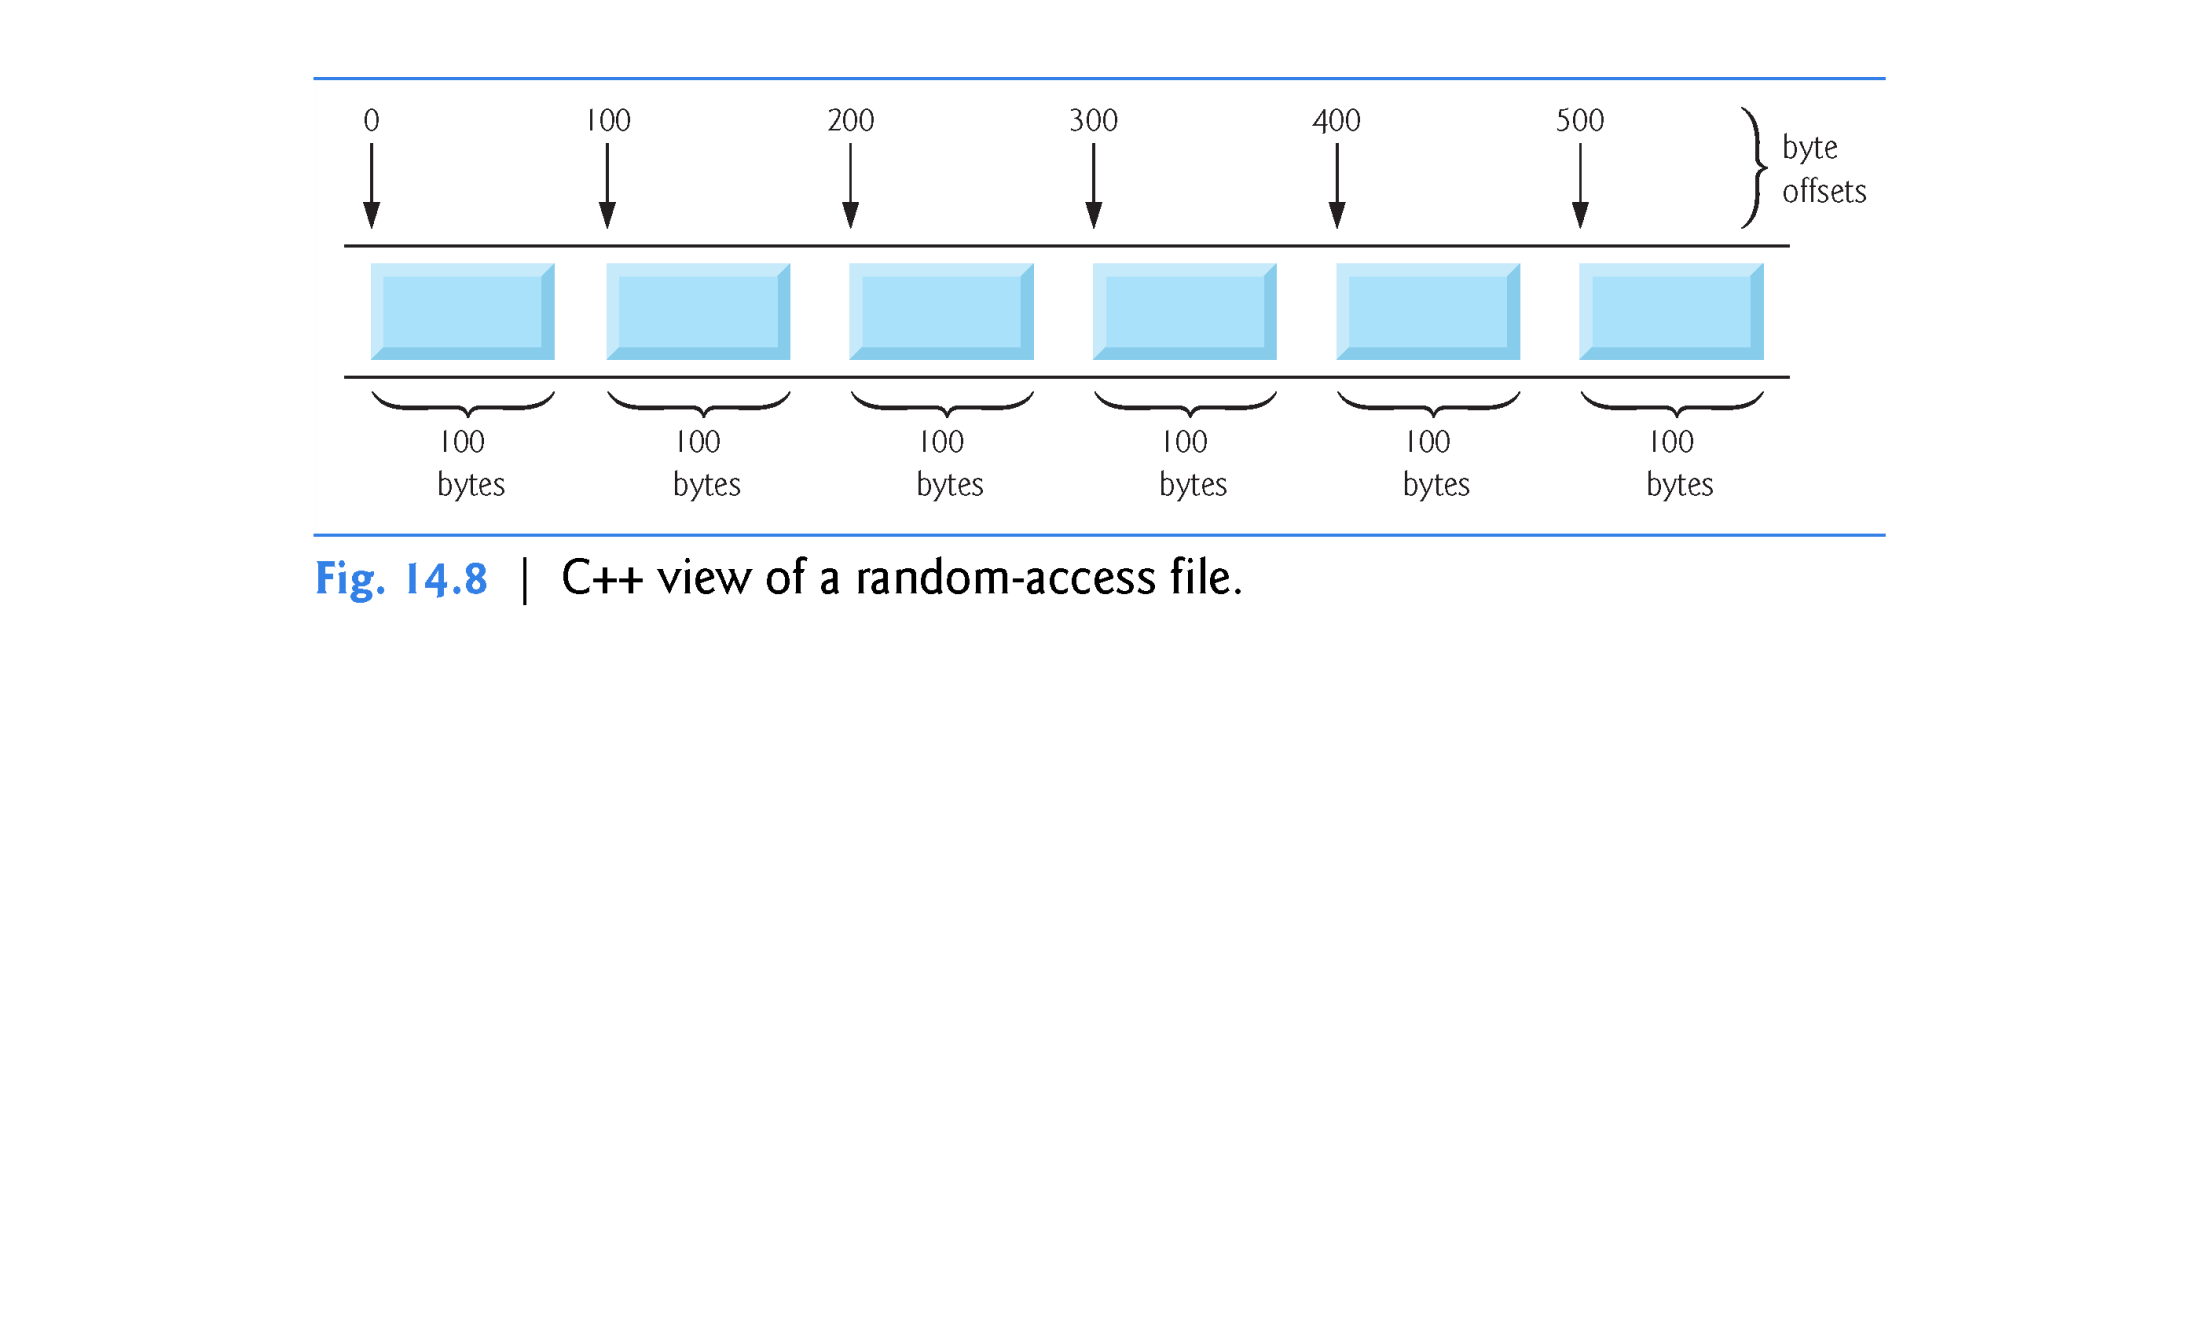 0 100 200 300 400 500
byte
offsets
100 100 100 100 100 100
bytes bytes bytes bytes bytes bytes
Fig. 14.8 | C++ view of a random-access file.